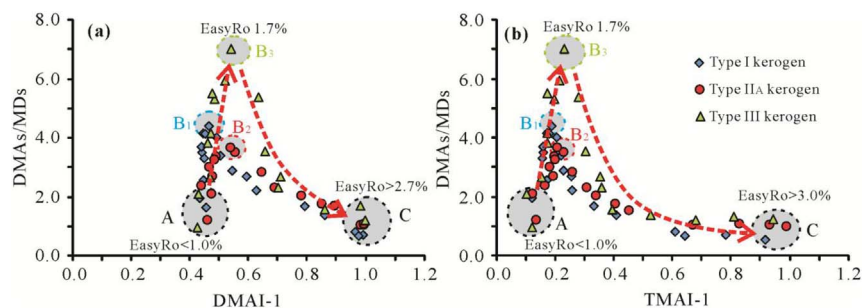 8.0
(a)
EasyRo 1.7%
B3
6.0
B1
4.0
B2
DMAs/MDs
2.0
EasyRo>2.7%
A
C
EasyRo<1.0%
0.0
0.0 0.2 0.4 0.6 0.8 1.0 1.2
DMAI-1
8.0
(b)
EasyRo 1.7%
B3
Type I kerogen
Type IIA kerogen
Type III kerogen
6.0
B1
4.0
B2
DMAs/MDs
2.0
EasyRo>3.0%
A
C
EasyRo<1.0%
0.0
0.0 0.2 0.4 0.6 0.8 1.0 1.2
TMAI-1